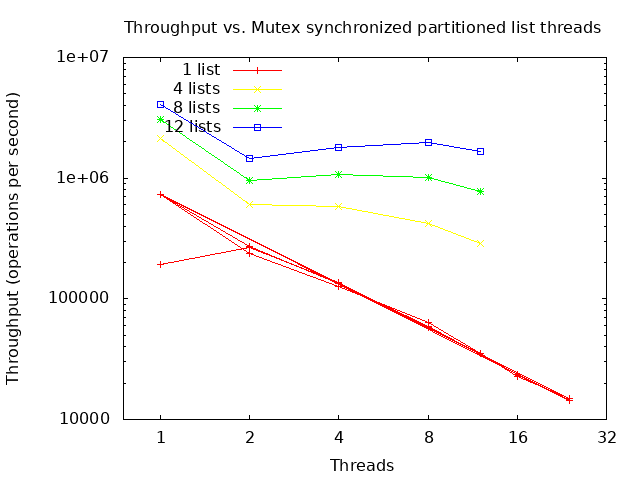 Throughput vs. Mutex synchronized partitioned list threads
1e+07
1 list
4 lists
8 lists
12 lists
1e+06
100000
10000
Throughput (operations per second)
1 2 4 8 16 32
Threads